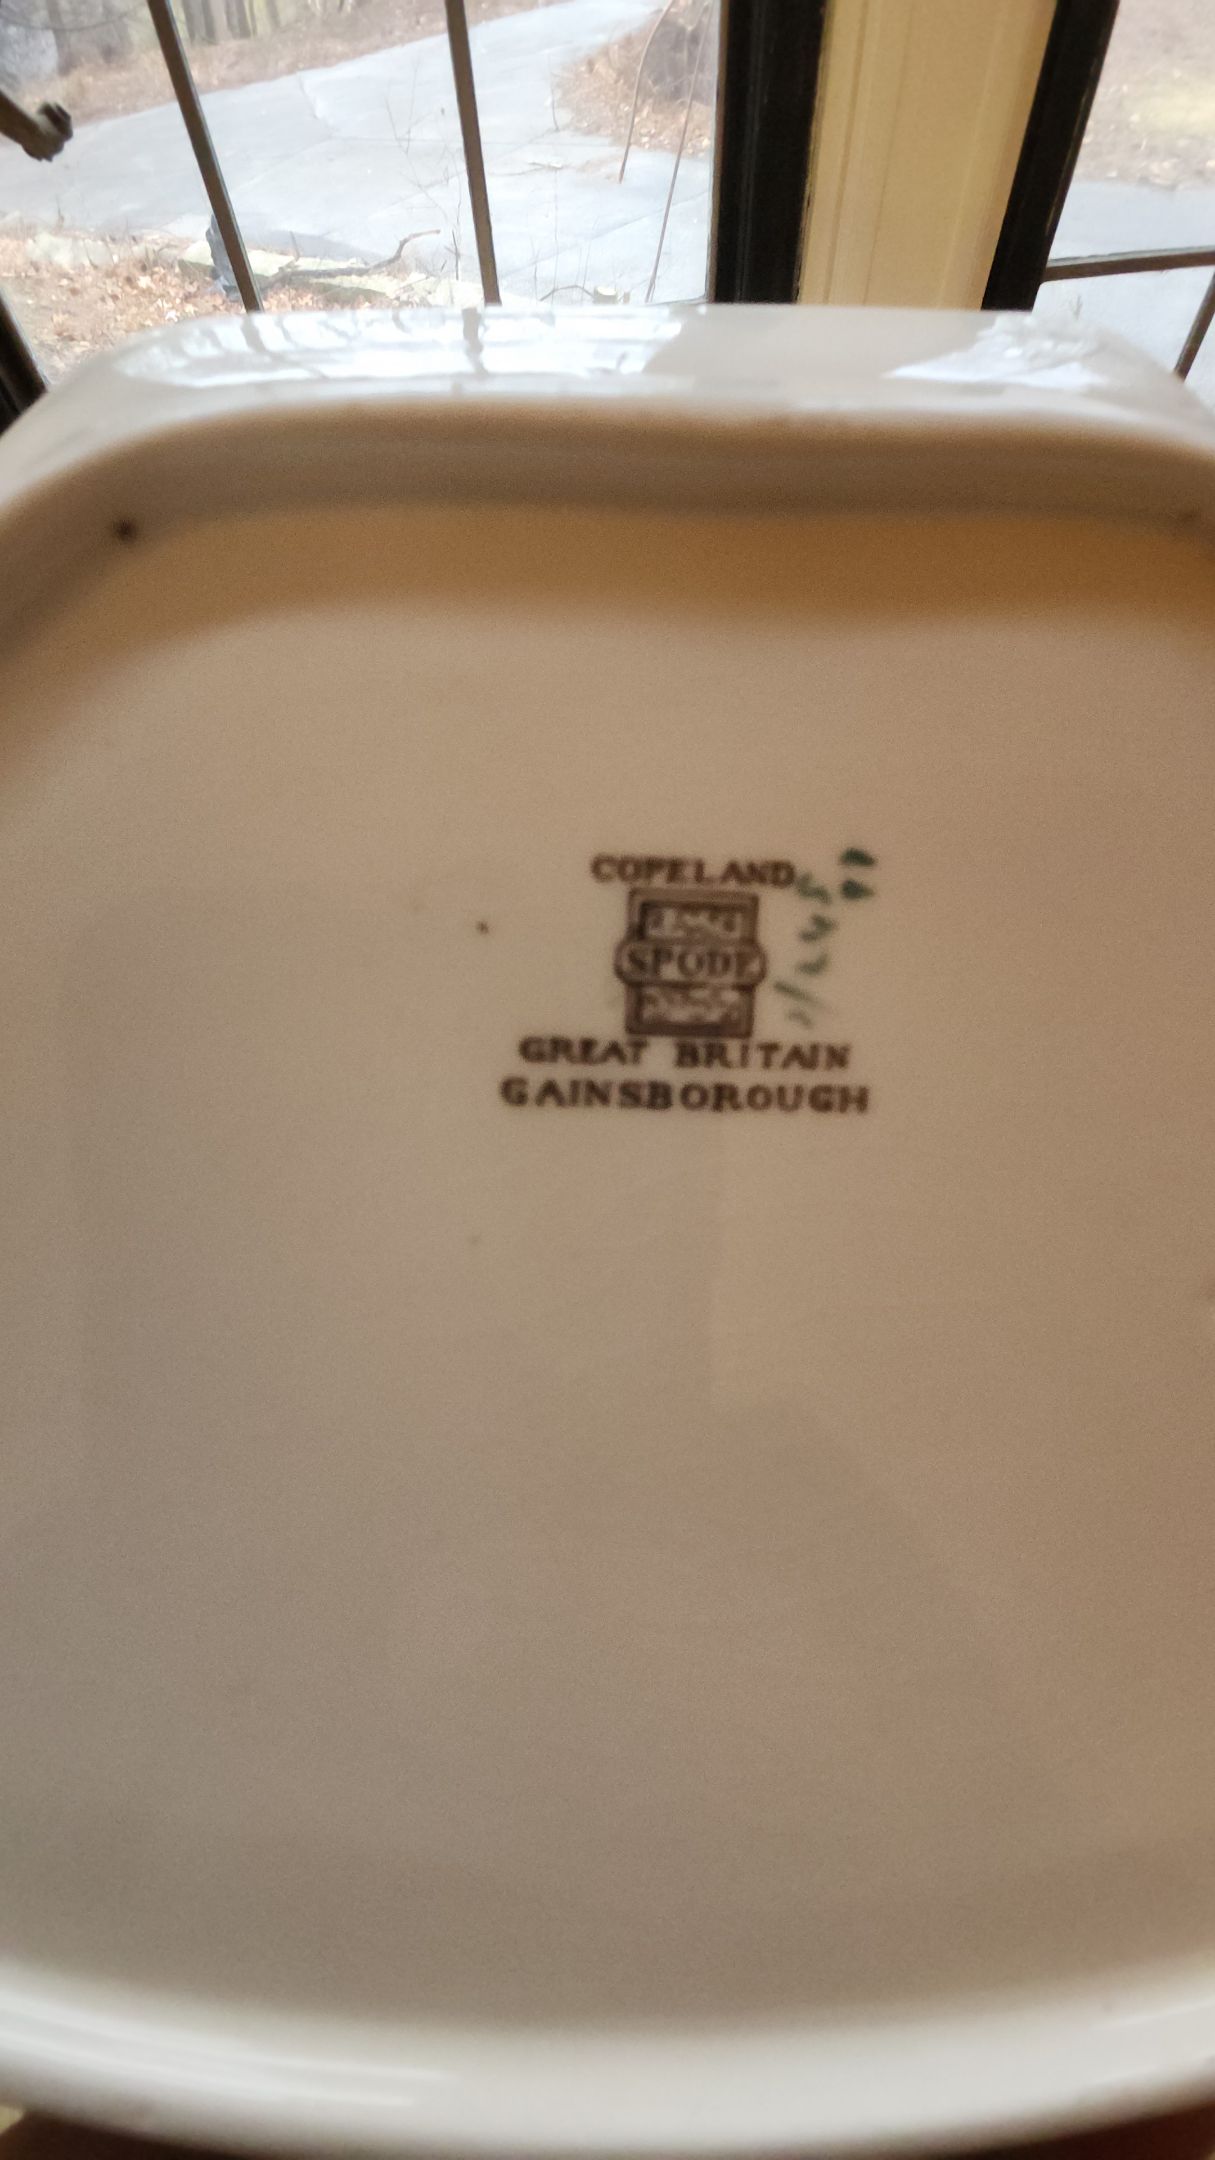 COPELAND
SPODE
GREAT BRITAIN
GAINSBOROUGH